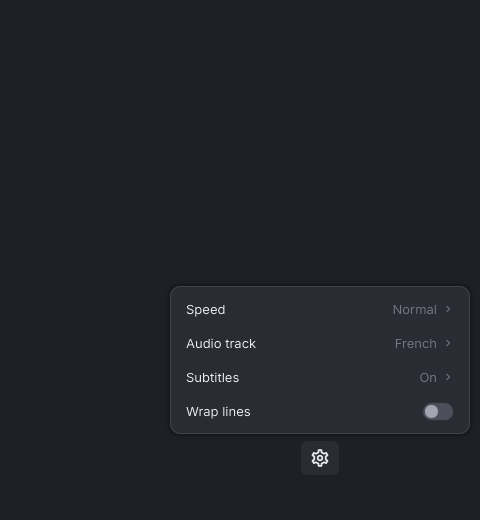 Speed Normal
Audio track French
Subtitles On
Wrap lines